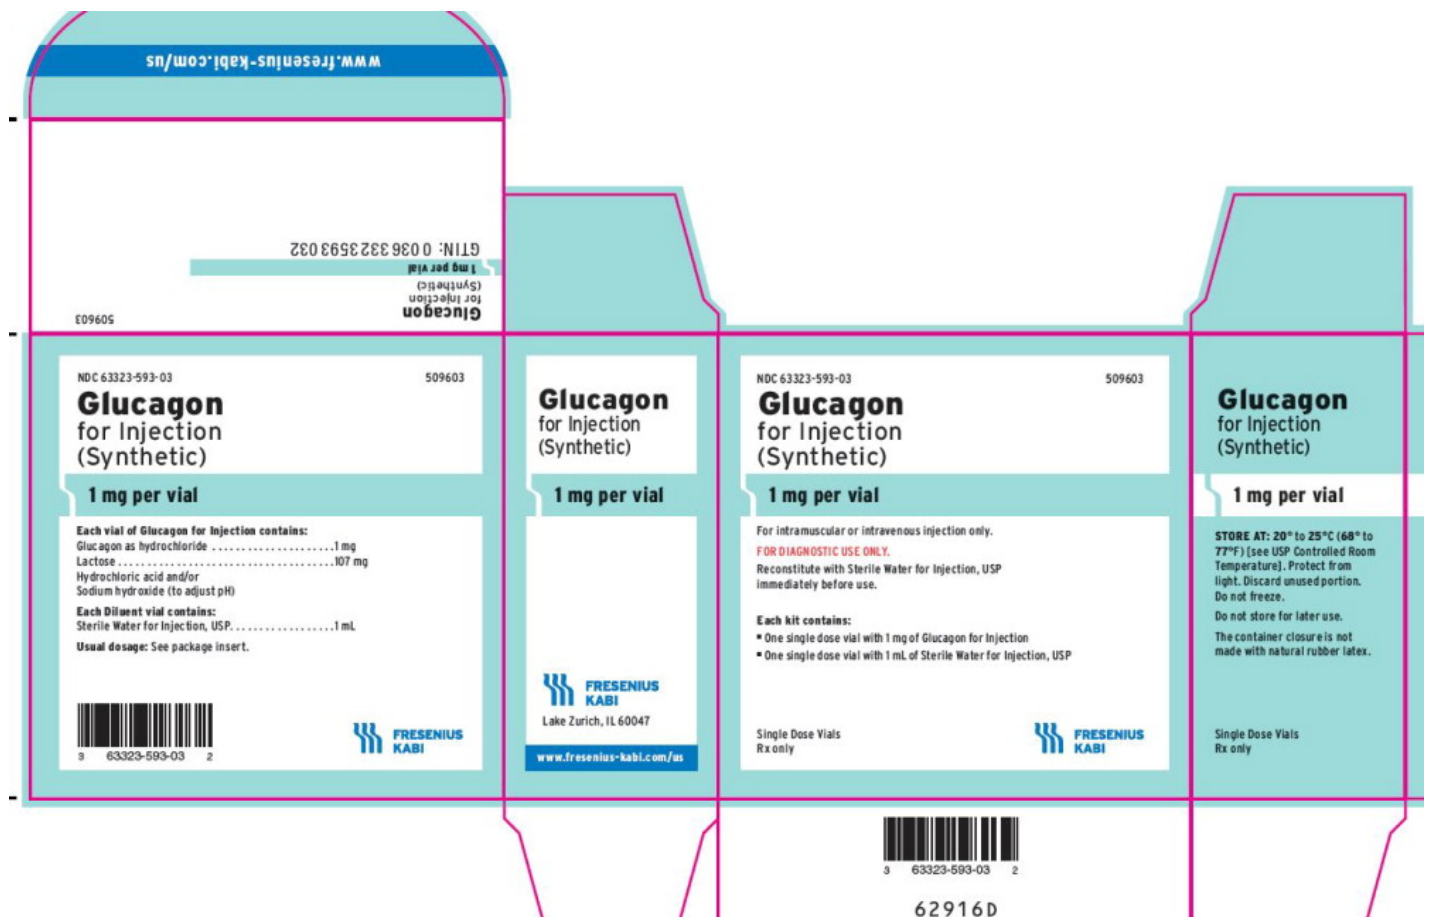 www.fresenius-kabi.com/us
GTIN: 0 036 332 3593 032
1 mg per vial
(Synthetic)
for Injection
Glucagon
509603
NDC 63323-593-03
509603
Glucagon
for Injection
(Synthetic)
1 mg per vial
Each vial of Glucagon for Injection contains:
Glucagon as hydrochloride .....................1 mg
Lactose .....................................107 mg
Hydrochloric acid and/or
Sodium hydroxide (to adjust pH)
Each Diluent vial contains:
Sterile Water for Injection, USP..................1 mL
Usual dosage: See package insert.
3 63323-593-03 2
FRESENIUS
KABI
Glucagon
for Injection
(Synthetic)
1 mg per vial
FRESENIUS
KABI
Lake Zurich, IL 60047
www.fresenius-kabi.com/us
NDC 63323-593-03
509603
Glucagon
for Injection
(Synthetic)
1 mg per vial
For intramuscular or intravenous injection only.
FOR DIAGNOSTIC USE ONLY.
Reconstitute with Sterile Water for Injection, USP
immediately before use.
Each kit contains:
▪ One single dose vial with 1 mg of Glucagon for Injection
▪ One single dose vial with 1 mL of Sterile Water for Injection, USP
Single Dose Vials
Rx only
FRESENIUS
KABI
Glucagon
for Injection
(Synthetic)
1 mg per vial
STORE AT: 20° to 25°C (68° to
77°F) [see USP Controlled Room
Temperature]. Protect from
light. Discard unused portion.
Do not freeze.
Do not store for later use.
The container closure is not
made with natural rubber latex.
Single Dose Vials
Rx only
3 63323-593-03 2
62916D